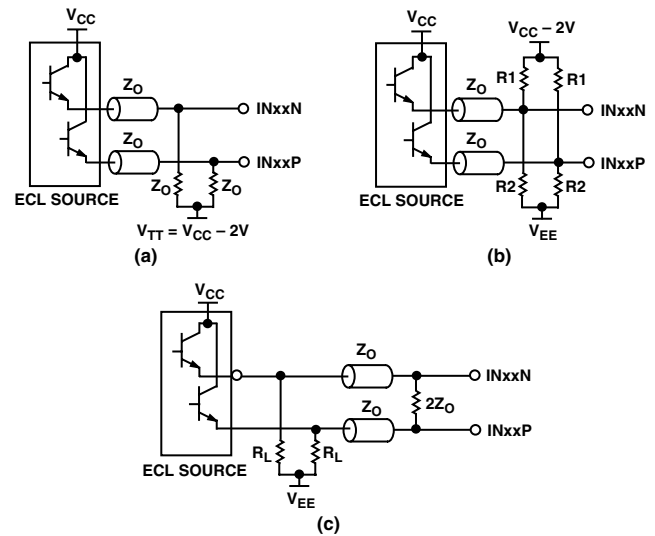 VCC
ZO
INxxN
ZO
INxxP
ECL SOURCE
ZO
ZO
VTT = VCC – 2V
(a)
VCC – 2V
VCC
R1
R1
ZO
INxxN
ZO
INxxP
R2
R2
ECL SOURCE
VEE
(b)
VCC
ZO
INxxN
2ZO
ZO
INxxP
ECL SOURCE
RL
RL
VEE
(c)